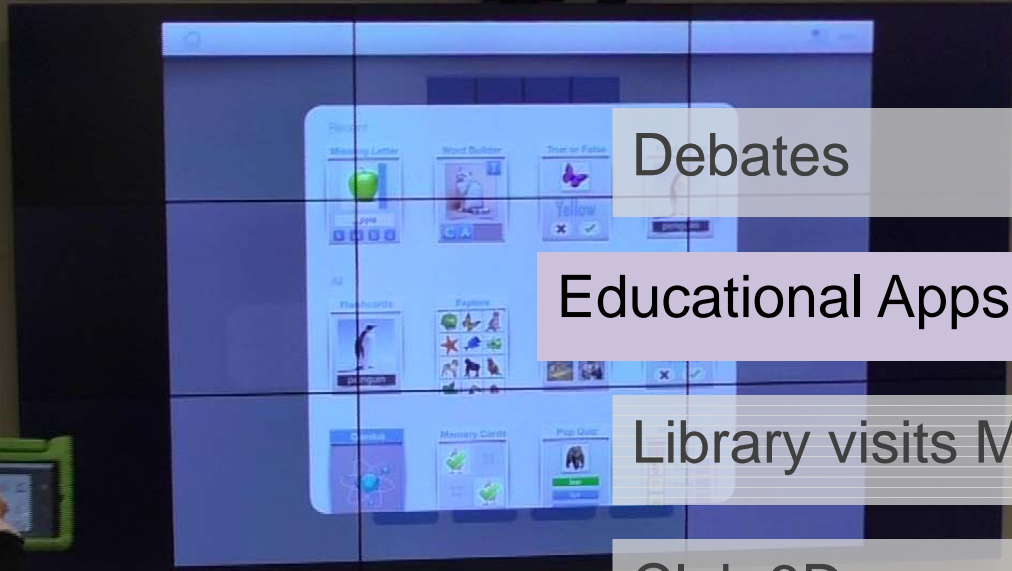 Recent
Missing Letter
Word Builder
True or False
Debates
Yellow
C A
penguin
All
Educational Apps
Flashcards
Explore
penguin
Memory Cards
Pop Quiz
Library visits M